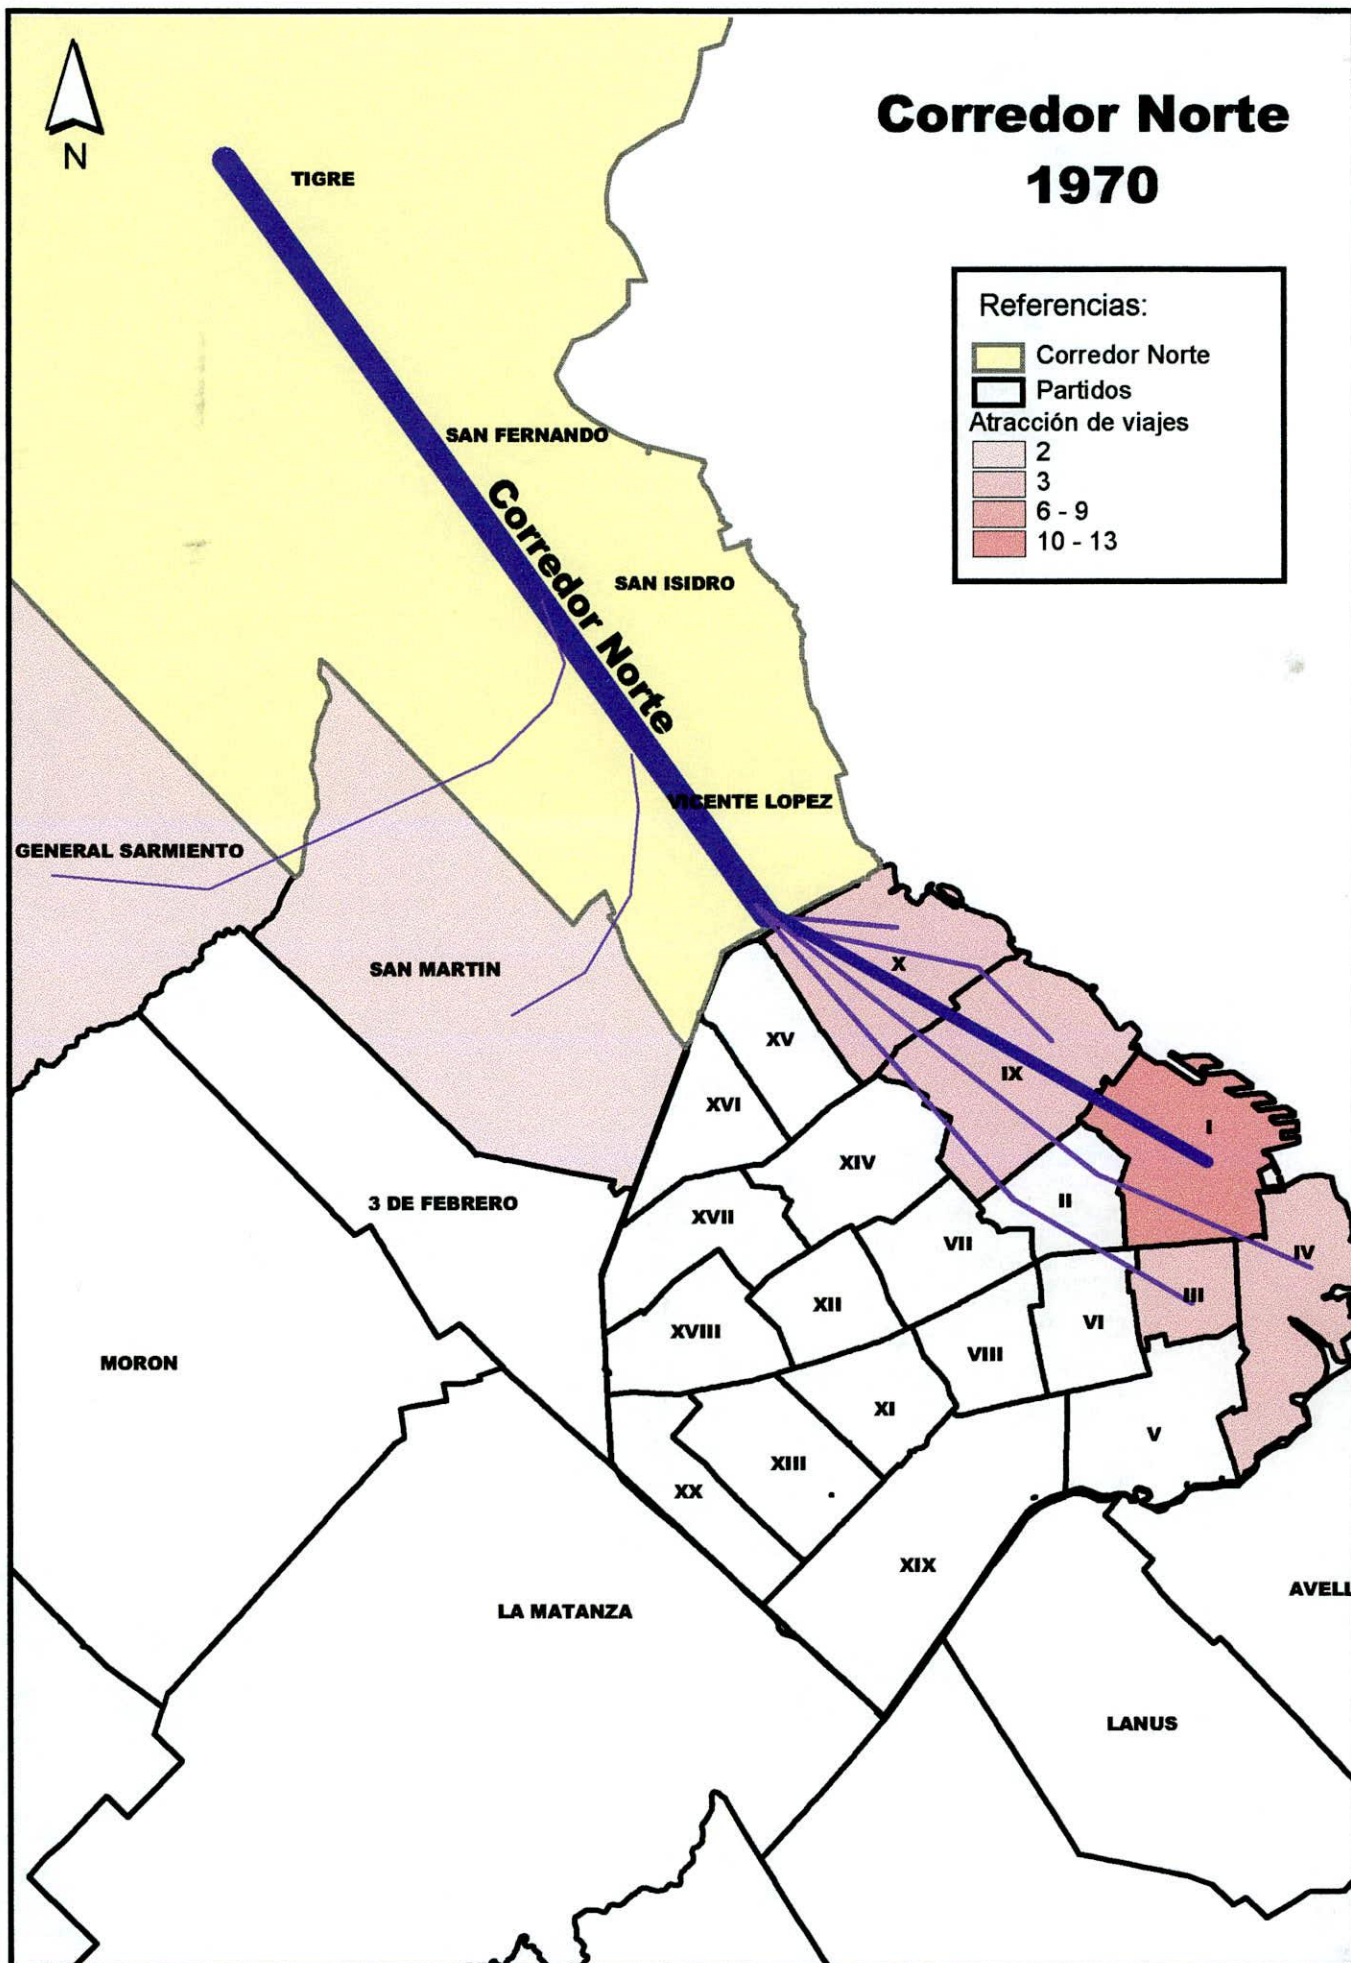 Corredor Norte
1970
N
TIGRE
Referencias:
Corredor Norte
Partidos
Atracción de viajes
2
3
6 - 9
10 - 13
SAN FERNANDO
Corredor Norte
SAN ISIDRO
VICENTE LOPEZ
GENERAL SARMIENTO
SAN MARTIN
X
XV
IX
XVI
I
XIV
3 DE FEBRERO
II
XVII
VII
IV
III
XII
VI
XVIII
VIII
MORON
XI
V
XIII
XX
XIX
AVELL
LA MATANZA
LANUS